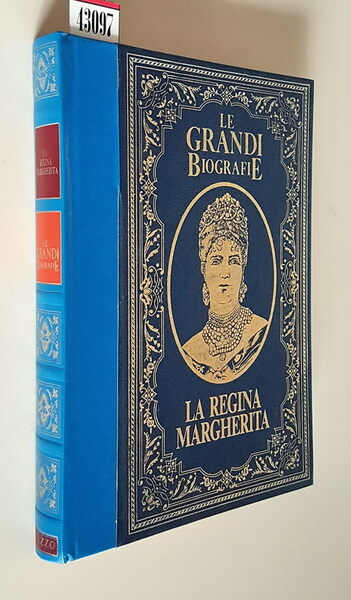 43097
LE
GRANDI
BIOGRAFIE
LA REGINA
MARGHERITA
LA
REGINA
MARGHERITA
LE
GRANDI
BIOGRAFIE